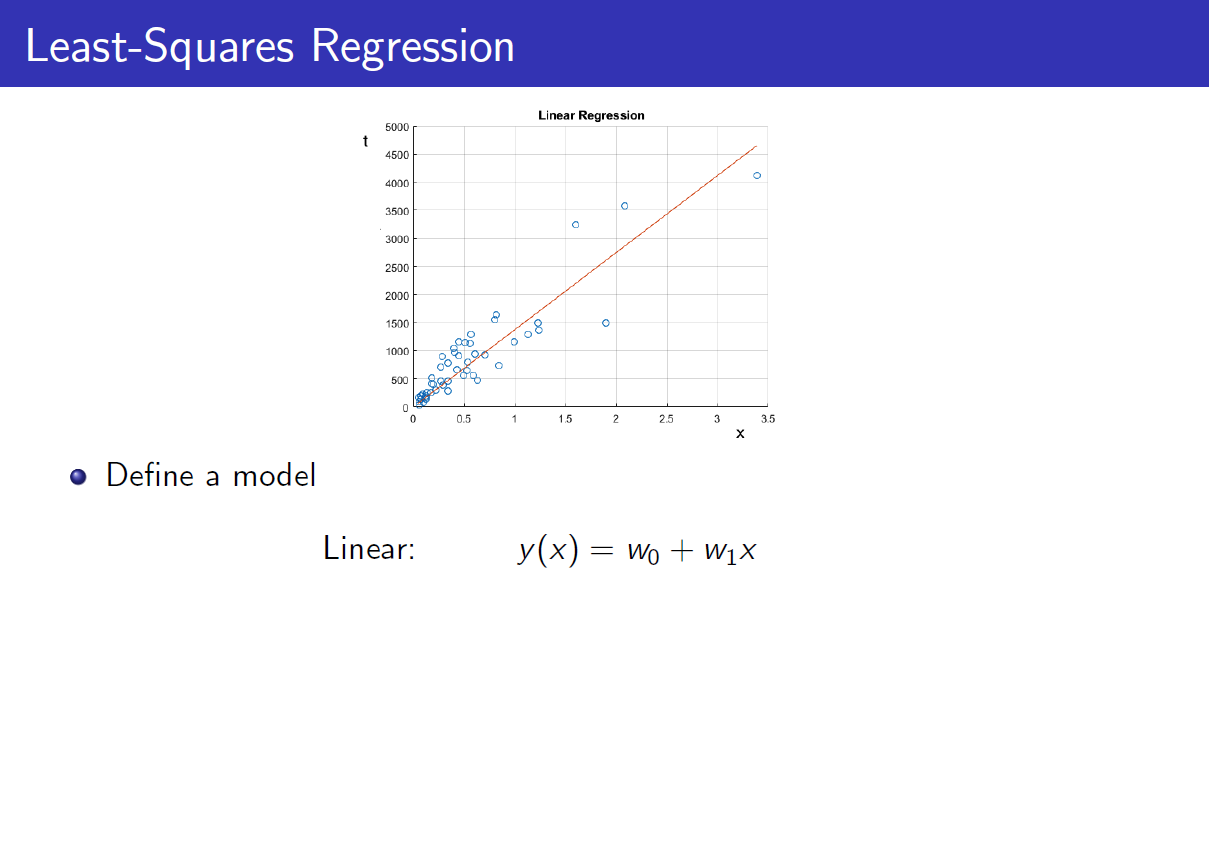 Least-Squares Regression
Linear Regression
t
5000
4500
4000
3500
3000
2500
2000
1500
1000
500
0
0 0.5 1 1.5 2 2.5 3 3.5
x
Define a model
Linear: y(x) = w₀ + w₁x